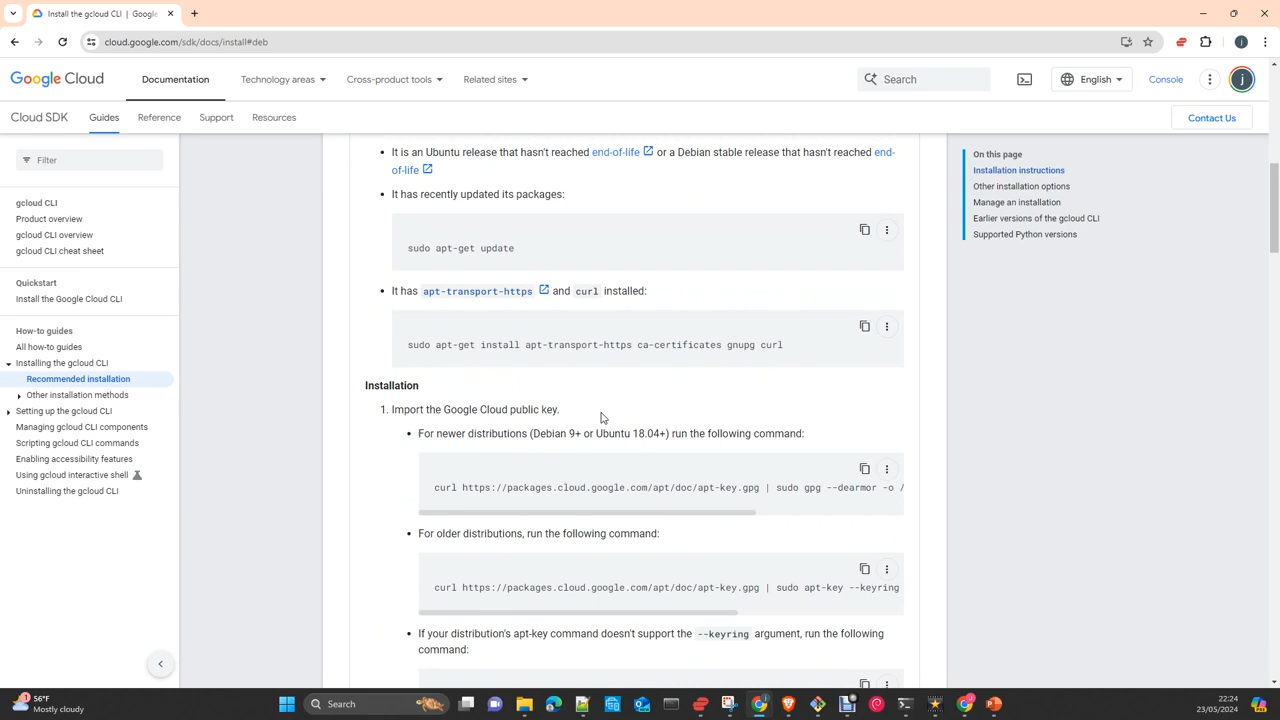 Install the gcloud CLI | Google
cloud.google.com/sdk/docs/install#deb
j
Google Cloud
Documentation
Technology areas
Cross-product tools
Related sites
Search
English
Console
j
Cloud SDK
Guides
Reference
Support
Resources
Contact Us
Filter
gcloud CLI
Product overview
gcloud CLI overview
gcloud CLI cheat sheet
Quickstart
Install the Google Cloud CLI
How-to guides
All how-to guides
Installing the gcloud CLI
Recommended installation
Other installation methods
Setting up the gcloud CLI
Managing gcloud CLI components
Scripting gcloud CLI commands
Enabling accessibility features
Using gcloud interactive shell
Uninstalling the gcloud CLI
It is an Ubuntu release that hasn't reached end-of-life or a Debian stable release that hasn't reached end-
of-life
It has recently updated its packages:
sudo apt-get update
It has apt-transport-https and curl installed:
sudo apt-get install apt-transport-https ca-certificates gnupg curl
Installation
1. Import the Google Cloud public key.
For newer distributions (Debian 9+ or Ubuntu 18.04+) run the following command:
curl https://packages.cloud.google.com/apt/doc/apt-key.gpg | sudo gpg --dearmor -o /
For older distributions, run the following command:
curl https://packages.cloud.google.com/apt/doc/apt-key.gpg | sudo apt-key --keyring
If your distribution's apt-key command doesn't support the --keyring argument, run the following
command:
On this page
Installation instructions
Other installation options
Manage an installation
Earlier versions of the gcloud CLI
Supported Python versions
56°F
Mostly cloudy
Search
22:24
23/05/2024